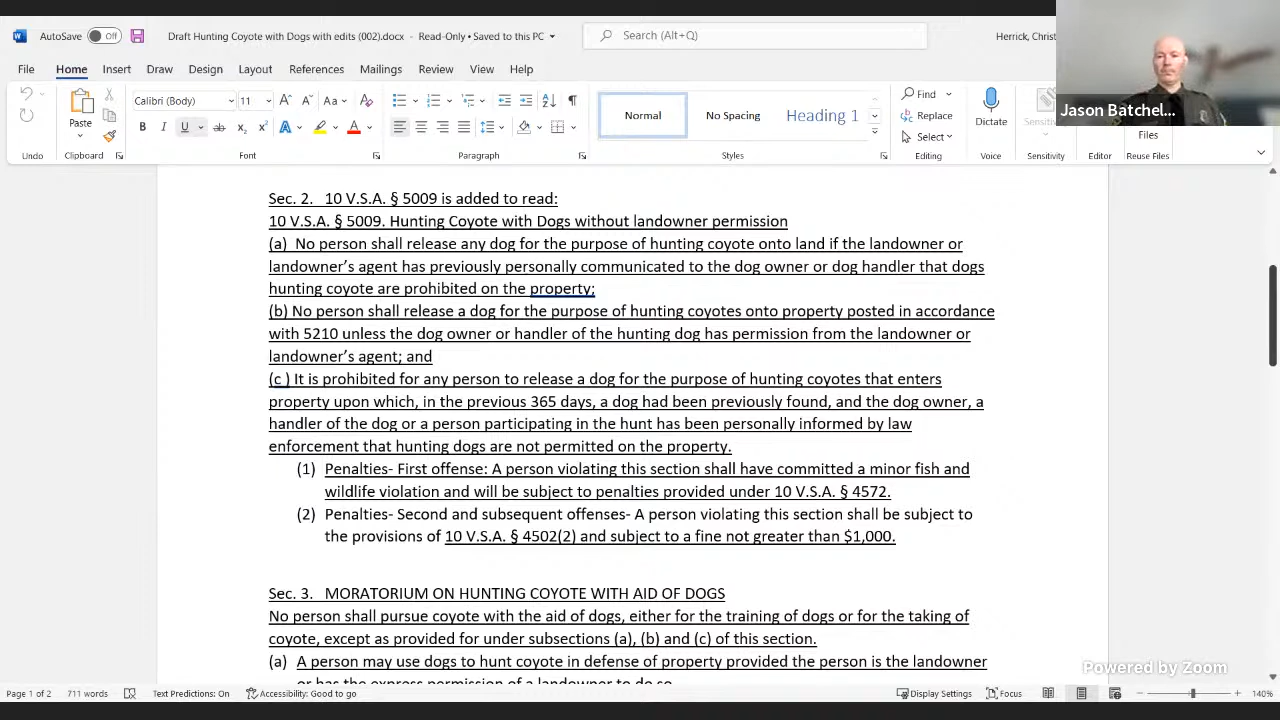 AutoSave Off Draft Hunting Coyote with Dogs with edits (002).docx - Read-Only • Saved to this PC Search (Alt+Q) Herrick, Christ
File Home Insert Draw Design Layout References Mailings Review View Help
Calibri (Body) 11 Aa Normal No Spacing Heading 1 Find
Paste Replace Dictate Sensitivity Jason Batchel...
B I U ab x₂ x² A A Select Files
Undo Clipboard Font Paragraph Styles Editing Voice Sensitivity Editor Reuse Files
Sec. 2. 10 V.S.A. § 5009 is added to read:
10 V.S.A. § 5009. Hunting Coyote with Dogs without landowner permission
(a) No person shall release any dog for the purpose of hunting coyote onto land if the landowner or
landowner's agent has previously personally communicated to the dog owner or dog handler that dogs
hunting coyote are prohibited on the property;
(b) No person shall release a dog for the purpose of hunting coyotes onto property posted in accordance
with 5210 unless the dog owner or handler of the hunting dog has permission from the landowner or
landowner's agent; and
(c ) It is prohibited for any person to release a dog for the purpose of hunting coyotes that enters
property upon which, in the previous 365 days, a dog had been previously found, and the dog owner, a
handler of the dog or a person participating in the hunt has been personally informed by law
enforcement that hunting dogs are not permitted on the property.
(1) Penalties- First offense: A person violating this section shall have committed a minor fish and
wildlife violation and will be subject to penalties provided under 10 V.S.A. § 4572.
(2) Penalties- Second and subsequent offenses- A person violating this section shall be subject to
the provisions of 10 V.S.A. § 4502(2) and subject to a fine not greater than $1,000.
Sec. 3. MORATORIUM ON HUNTING COYOTE WITH AID OF DOGS
No person shall pursue coyote with the aid of dogs, either for the training of dogs or for the taking of
coyote, except as provided for under subsections (a), (b) and (c) of this section.
(a) A person may use dogs to hunt coyote in defense of property provided the person is the landowner
or has the express permission of a landowner to do so
Powered by Zoom
Page 1 of 2 711 words Text Predictions: On Accessibility: Good to go Display Settings Focus 140%